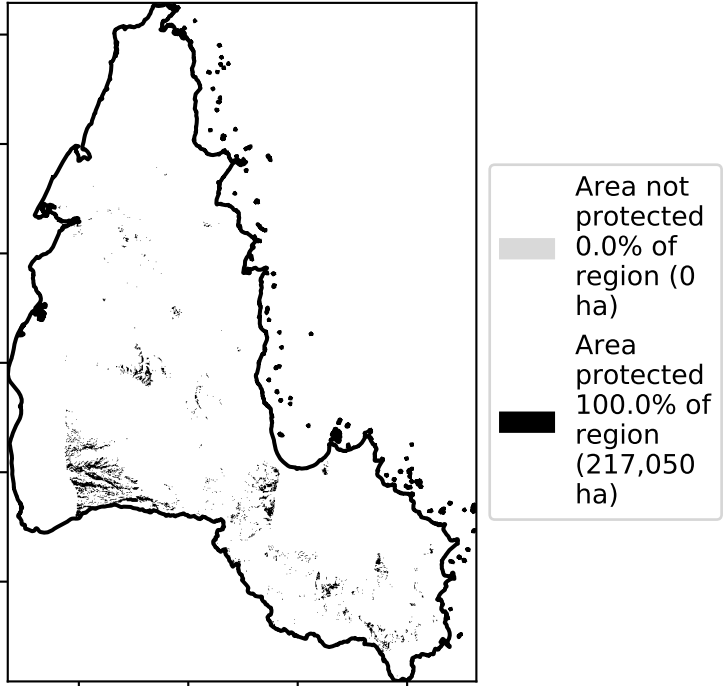 Area not
protected
0.0% of
region (0
ha)
Area
protected
100.0% of
region
(217,050
ha)